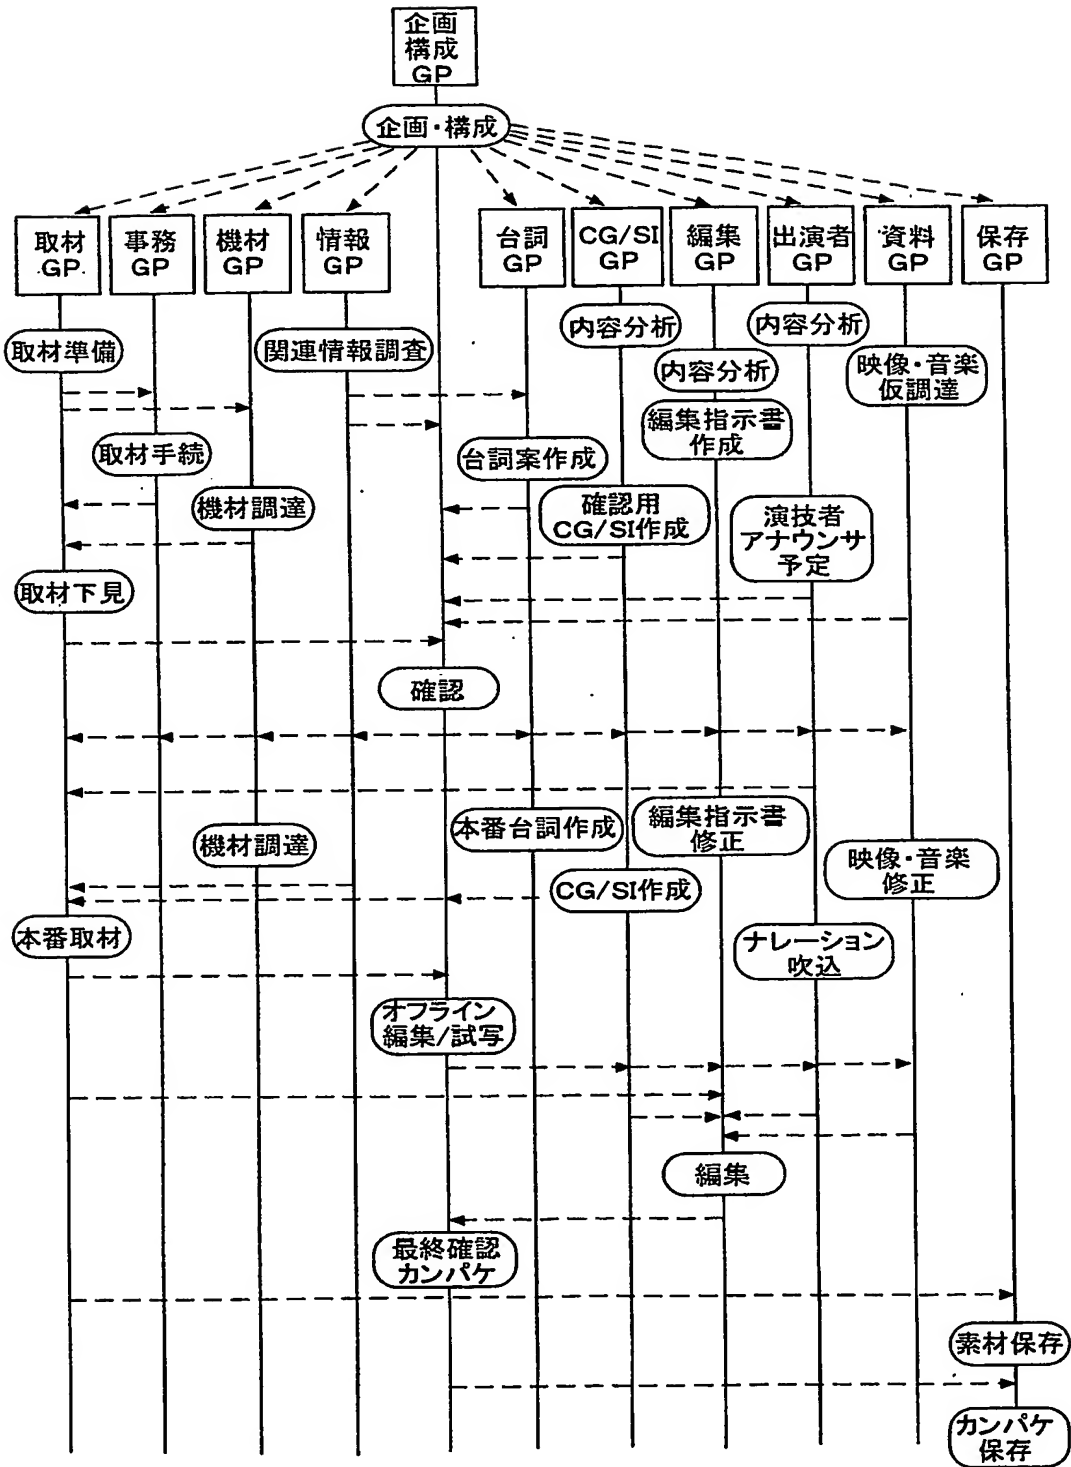 企画
構成
GP
企画・構成
取材
GP
事務
GP
機材
GP
情報
GP
台詞
GP
CG/SI
GP
編集
GP
出演者
GP
資料
GP
保存
GP
内容分析
内容分析
取材準備
関連情報調査
内容分析
映像・音楽
仮調達
編集指示書
作成
取材手続
台詞案作成
機材調達
確認用
CG/SI作成
演技者
アナウンサ
予定
取材下見
確認
機材調達
本番台詞作成
編集指示書
修正
映像・音楽
修正
CG/SI作成
本番取材
ナレーション
吹込
オフライン
編集/試写
編集
最終確認
カンパケ
素材保存
カンパケ
保存